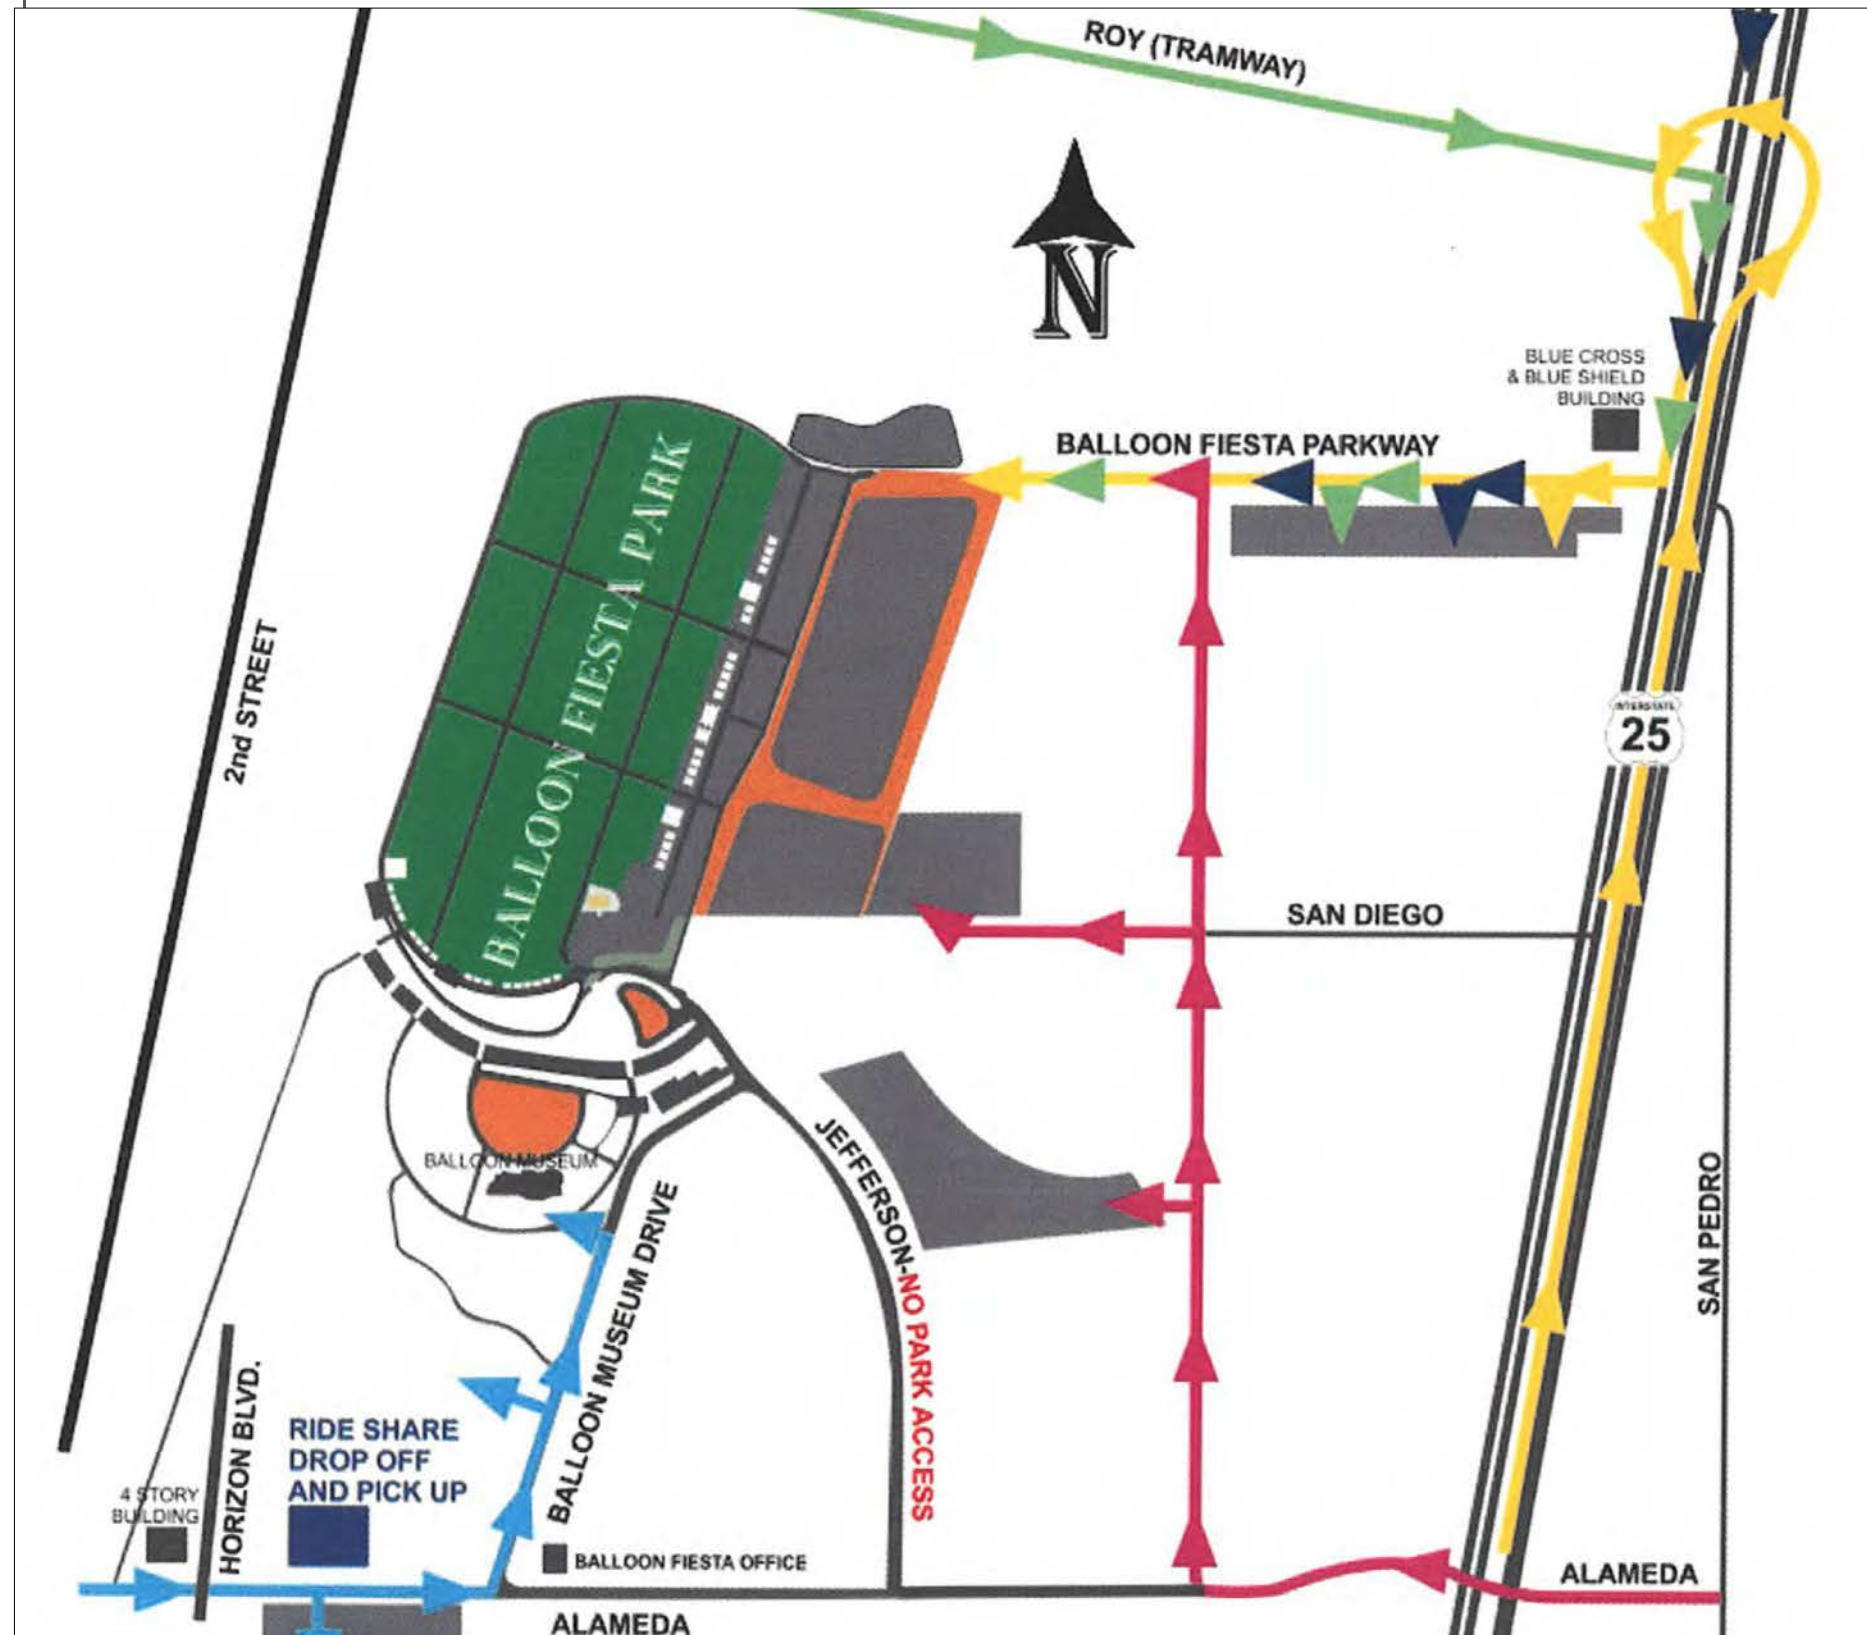 ROY (TRAMWAY)
N
BLUE CROSS
& BLUE SHIELD
BUILDING
BALLOON FIESTA PARKWAY
BALLOON FIESTA PARK
2nd STREET
INTERSTATE
25
SAN DIEGO
JEFFERSON-NO PARK ACCESS
BALLOON MUSEUM
SAN PEDRO
BALLOON MUSEUM DRIVE
HORIZON BLVD.
RIDE SHARE
DROP OFF
AND PICK UP
4 STORY
BUILDING
BALLOON FIESTA OFFICE
ALAMEDA
ALAMEDA